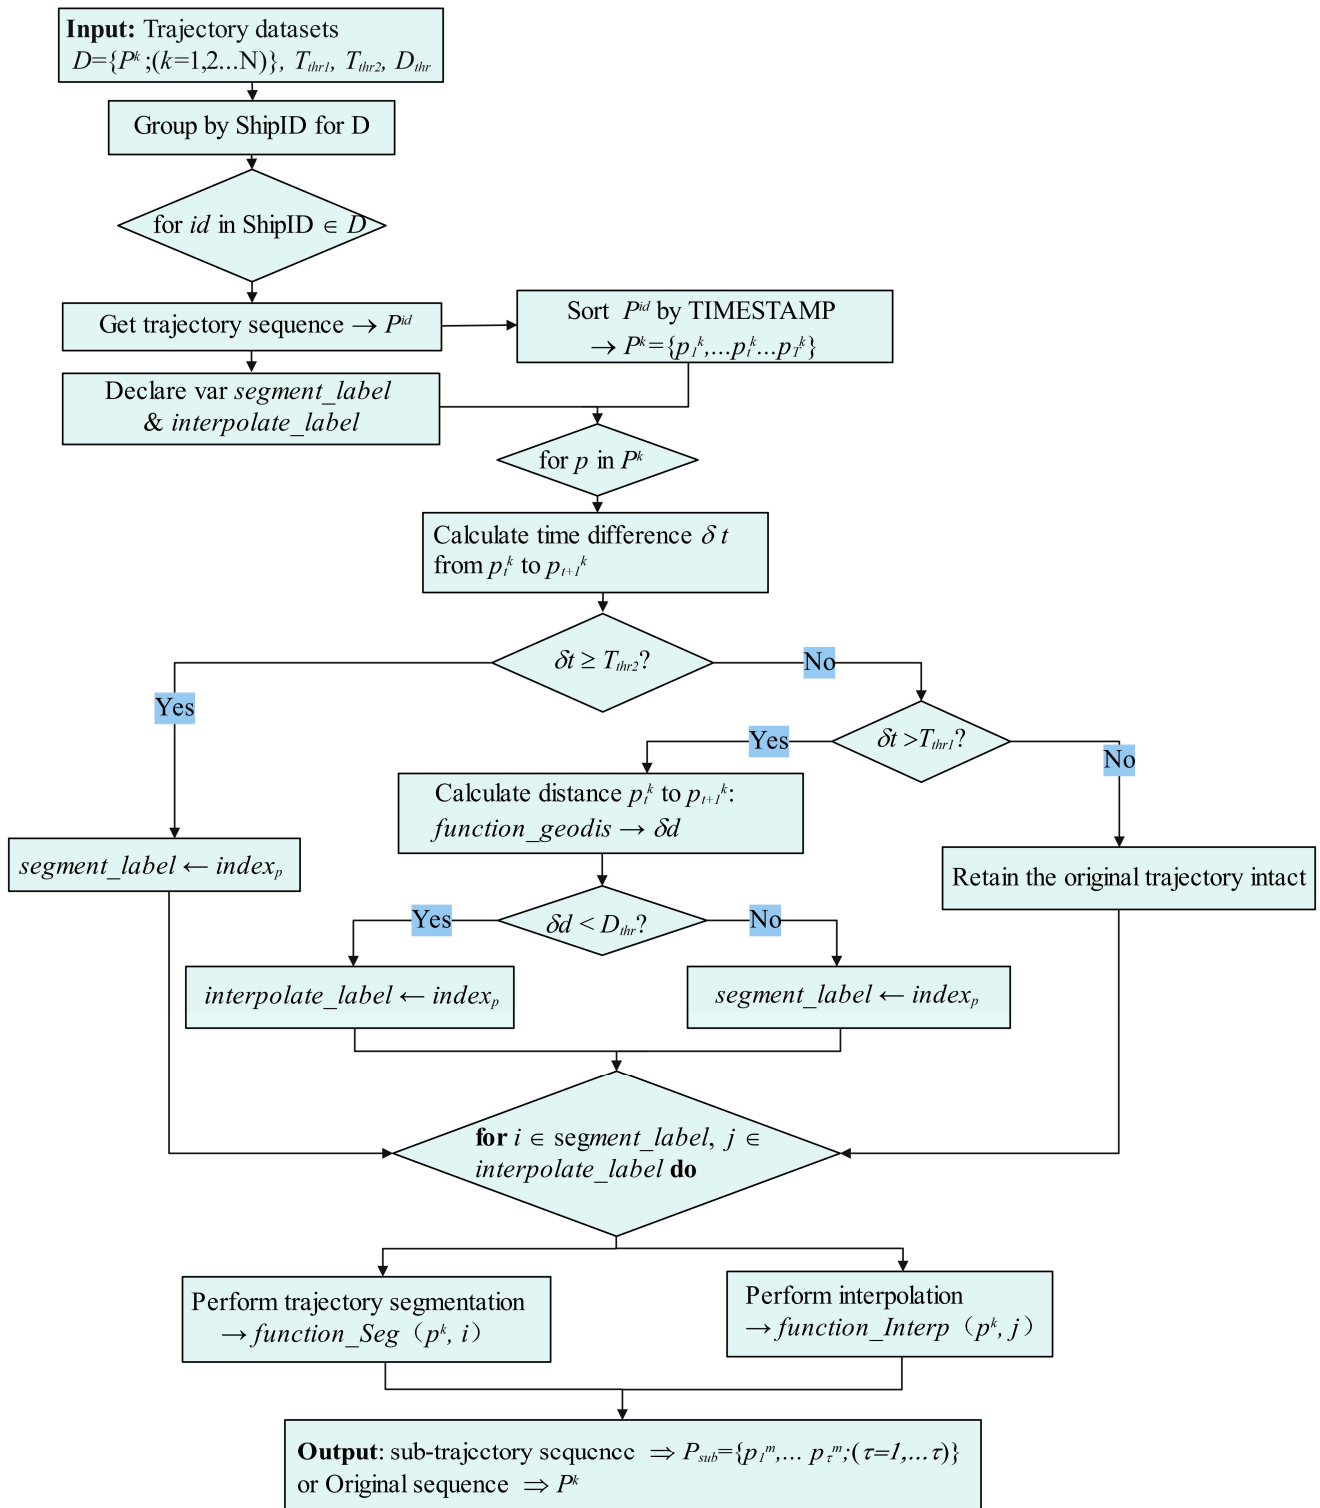 Input: Trajectory datasets
D={Pᵏ;(k=1,2...N)}, Tₜₕᵣ₁, Tₜₕᵣ₂, Dₜₕᵣ
Group by ShipID for D
for id in ShipID ∈ D
Get trajectory sequence → Pⁱᵈ
Sort Pⁱᵈ by TIMESTAMP
→ Pᵏ={p₁ᵏ,...pₜᵏ...p_Tᵏ}
Declare var segment_label
& interpolate_label
for p in Pᵏ
Calculate time difference δ t
from pₜᵏ to pₜ₊₁ᵏ
δt ≥ Tₜₕᵣ₂?
No
Yes
δt >Tₜₕᵣ₁?
Yes
No
Calculate distance pₜᵏ to pₜ₊₁ᵏ:
function_geodis → δd
segment_label ← indexₚ
Retain the original trajectory intact
δd < Dₜₕᵣ?
Yes
No
interpolate_label ← indexₚ
segment_label ← indexₚ
for i ∈ segment_label, j ∈
interpolate_label do
Perform trajectory segmentation
→ function_Seg（pᵏ, i）
Perform interpolation
→ function_Interp（pᵏ, j）
Output: sub-trajectory sequence ⇒ P_sub={p₁ᵐ,... p_τᵐ;(τ=1,...τ)}
or Original sequence ⇒ Pᵏ